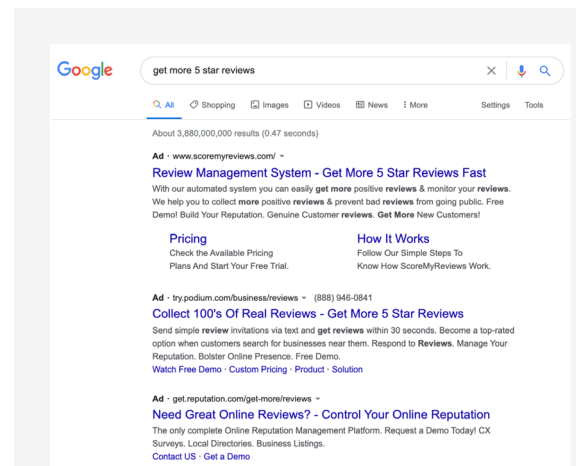 Google
get more 5 star reviews
All Shopping Images Videos News More Settings Tools
About 3,880,000,000 results (0.47 seconds)
Ad · www.scoremyreviews.com/
Review Management System - Get More 5 Star Reviews Fast
With our automated system you can easily get more positive reviews & monitor your reviews.
We help you to collect more positive reviews & prevent bad reviews from going public. Free
Demo! Build Your Reputation. Genuine Customer reviews. Get More New Customers!
Pricing
Check the Available Pricing
Plans And Start Your Free Trial.
How It Works
Follow Our Simple Steps To
Know How ScoreMyReviews Work.
Ad · try.podium.com/business/reviews (888) 946-0841
Collect 100's Of Real Reviews - Get More 5 Star Reviews
Send simple review invitations via text and get reviews within 30 seconds. Become a top-rated
option when customers search for businesses near them. Respond to Reviews. Manage Your
Reputation. Bolster Online Presence. Free Demo.
Watch Free Demo · Custom Pricing · Product · Solution
Ad · get.reputation.com/get-more/reviews
Need Great Online Reviews? - Control Your Online Reputation
The only complete Online Reputation Management Platform. Request a Demo Today! CX
Surveys. Local Directories. Business Listings.
Contact US · Get a Demo